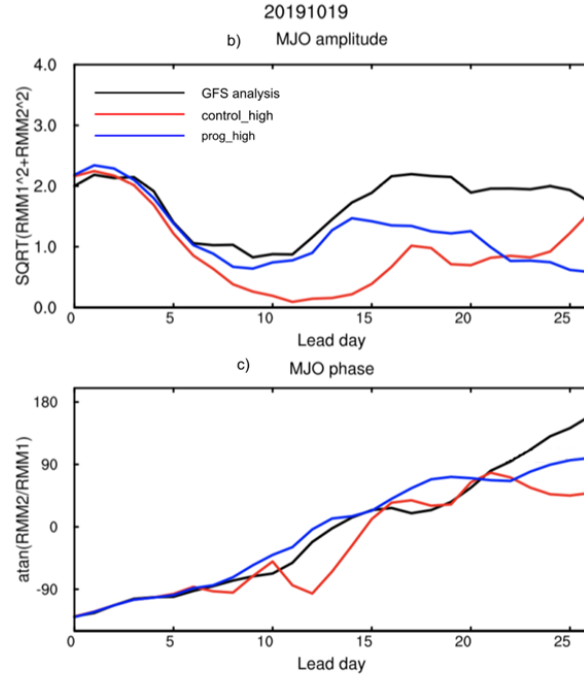 20191019
b) MJO amplitude
4.0
3.0
2.0
1.0
0.0
SQRT(RMM1^2+RMM2^2)
GFS analysis
control_high
prog_high
0 5 10 15 20 25
Lead day
c) MJO phase
180
90
0
-90
atan(RMM2/RMM1)
0 5 10 15 20 25
Lead day